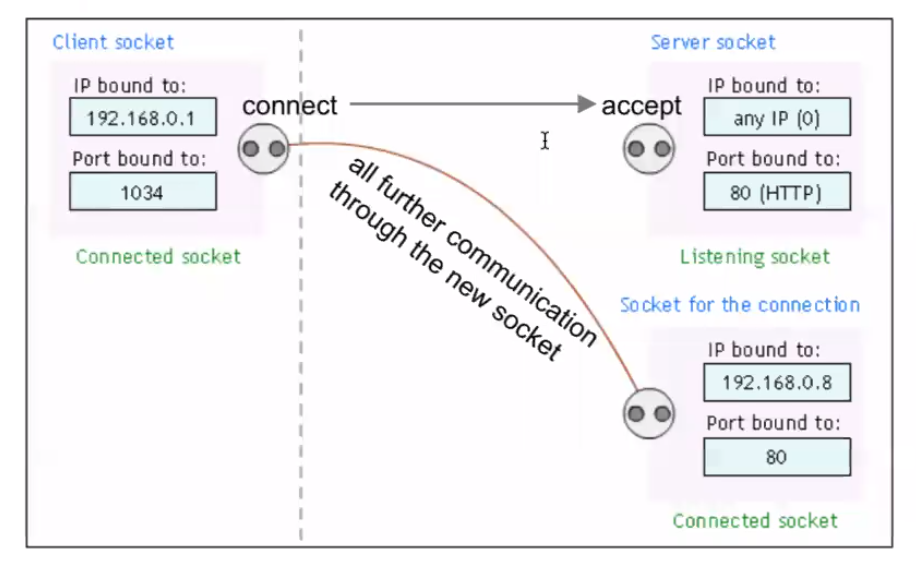 Client socket
IP bound to:
192.168.0.1
Port bound to:
1034
Connected socket
connect
accept
all further communication
through the new socket
Server socket
IP bound to:
any IP (0)
Port bound to:
80 (HTTP)
Listening socket
Socket for the connection
IP bound to:
192.168.0.8
Port bound to:
80
Connected socket